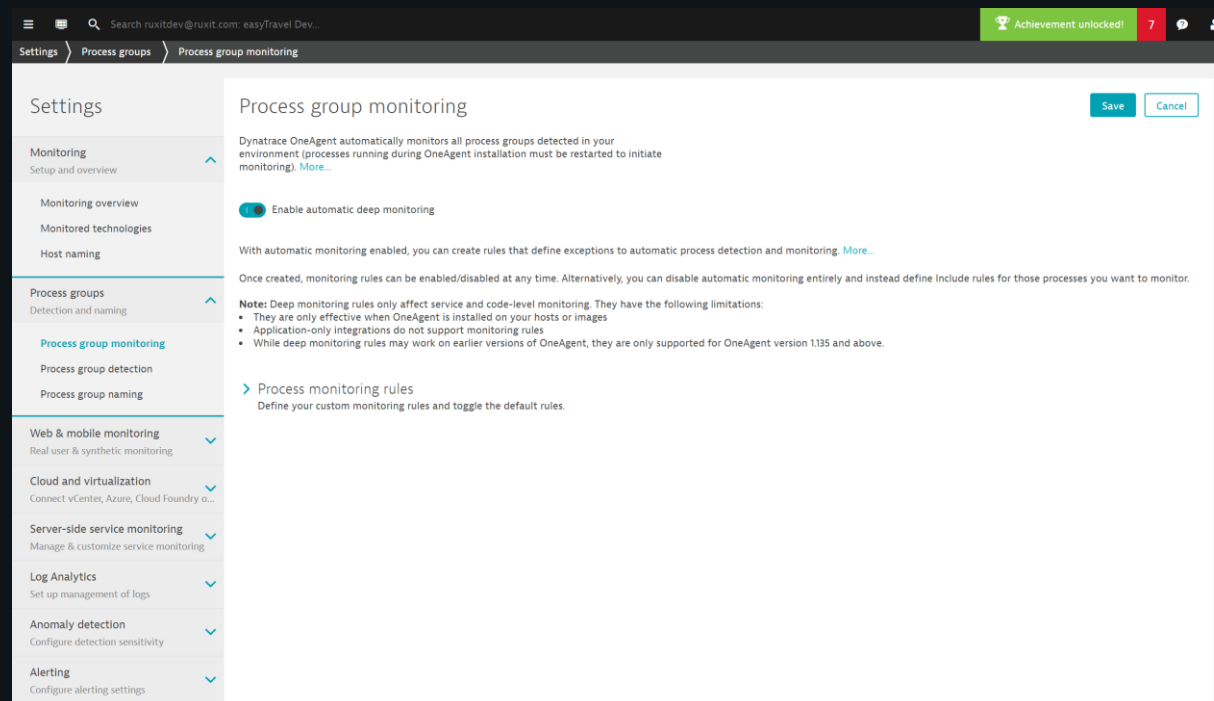 Search ruxitdev@ruxit.com: easyTravel Dev...
Achievement unlocked!
7
?
Settings
Process groups
Process group monitoring
Settings
Monitoring
Setup and overview
Monitoring overview
Monitored technologies
Host naming
Process groups
Detection and naming
Process group monitoring
Process group detection
Process group naming
Web & mobile monitoring
Real user & synthetic monitoring
Cloud and virtualization
Connect vCenter, Azure, Cloud Foundry o...
Server-side service monitoring
Manage & customize service monitoring
Log Analytics
Set up management of logs
Anomaly detection
Configure detection sensitivity
Alerting
Configure alerting settings
Process group monitoring
Save
Cancel
Dynatrace OneAgent automatically monitors all process groups detected in your
environment (processes running during OneAgent installation must be restarted to initiate
monitoring). More...
Enable automatic deep monitoring
With automatic monitoring enabled, you can create rules that define exceptions to automatic process detection and monitoring. More...
Once created, monitoring rules can be enabled/disabled at any time. Alternatively, you can disable automatic monitoring entirely and instead define Include rules for those processes you want to monitor.
Note: Deep monitoring rules only affect service and code-level monitoring. They have the following limitations:
• They are only effective when OneAgent is installed on your hosts or images
• Application-only integrations do not support monitoring rules
• While deep monitoring rules may work on earlier versions of OneAgent, they are only supported for OneAgent version 1.135 and above.
Process monitoring rules
Define your custom monitoring rules and toggle the default rules.